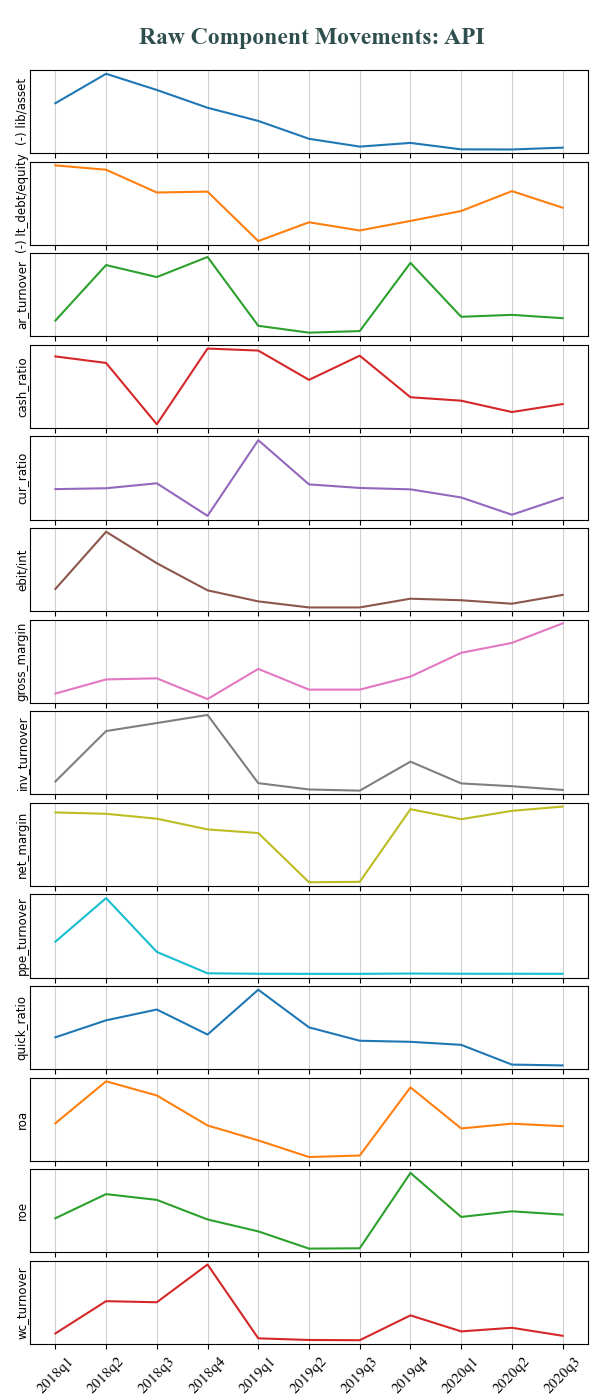 Raw Component Movements: API
(-) lib/asset
(-) lt_debt/equity
ar_turnover
cash_ratio
cur_ratio
ebit/int
gross_margin
inv_turnover
net_margin
ppe_turnover
quick_ratio
roa
roe
wc_turnover
2018q1 2018q2 2018q3 2018q4 2019q1 2019q2 2019q3 2019q4 2020q1 2020q2 2020q3